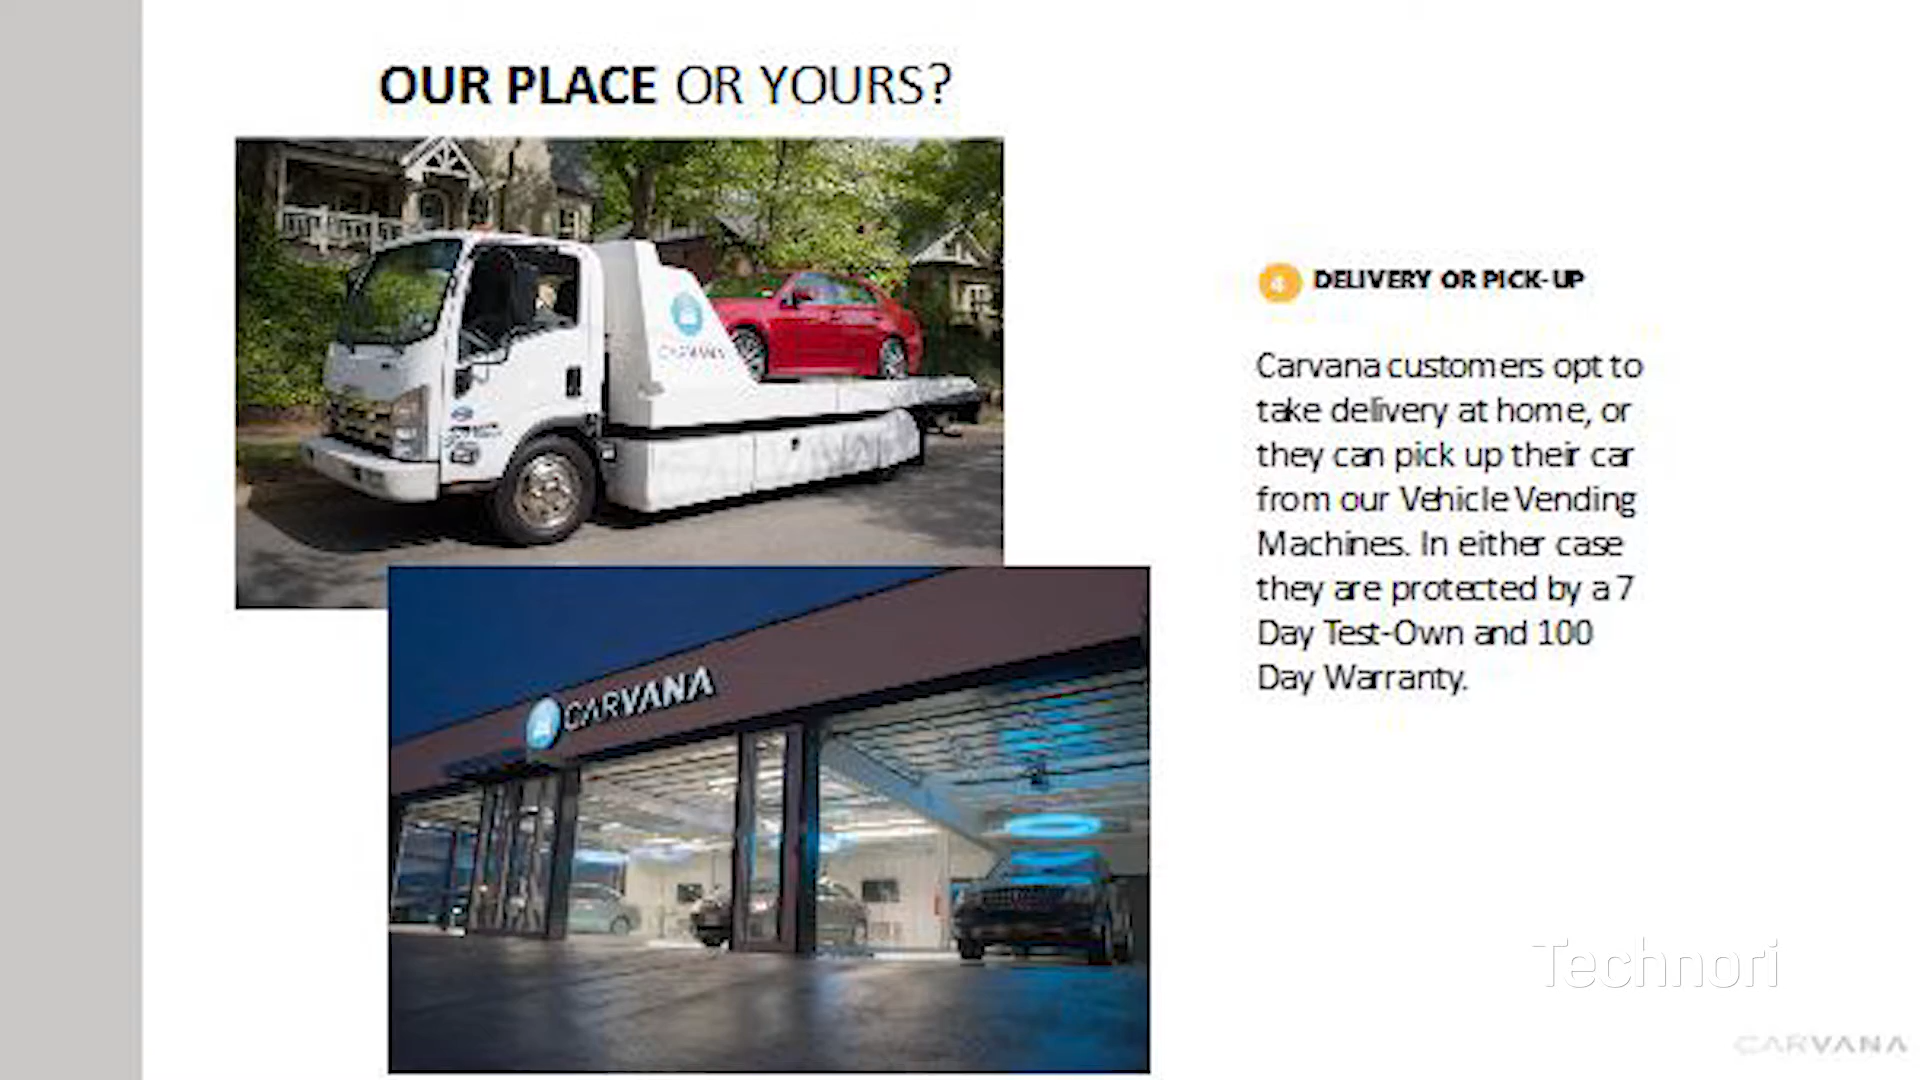 OUR PLACE OR YOURS?
CARVANA
CARVANA
4 DELIVERY OR PICK-UP
Carvana customers opt to
take delivery at home, or
they can pick up their car
from our Vehicle Vending
Machines. In either case
they are protected by a 7
Day Test-Own and 100
Day Warranty.
Technori
CARVANA